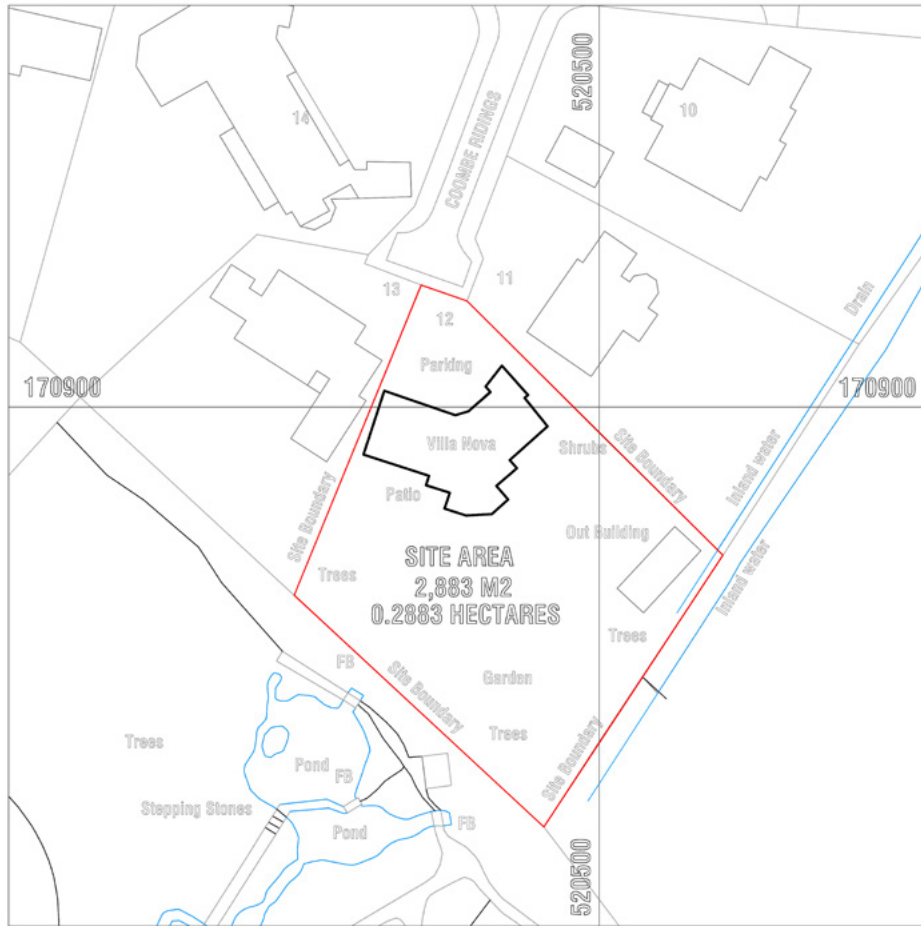 520500
14
COOMBE RIDINGS
10
Drain
13
11
12
Parking
170900
170900
Villa Nova
Shrubs
Site Boundary
Inland water
Patio
Site Boundary
Out Building
Inland water
SITE AREA
2,883 M2
0.2883 HECTARES
Trees
Trees
FB
Site Boundary
Garden
Trees
Site Boundary
Trees
Pond
FB
Stepping Stones
Pond
FB
520500